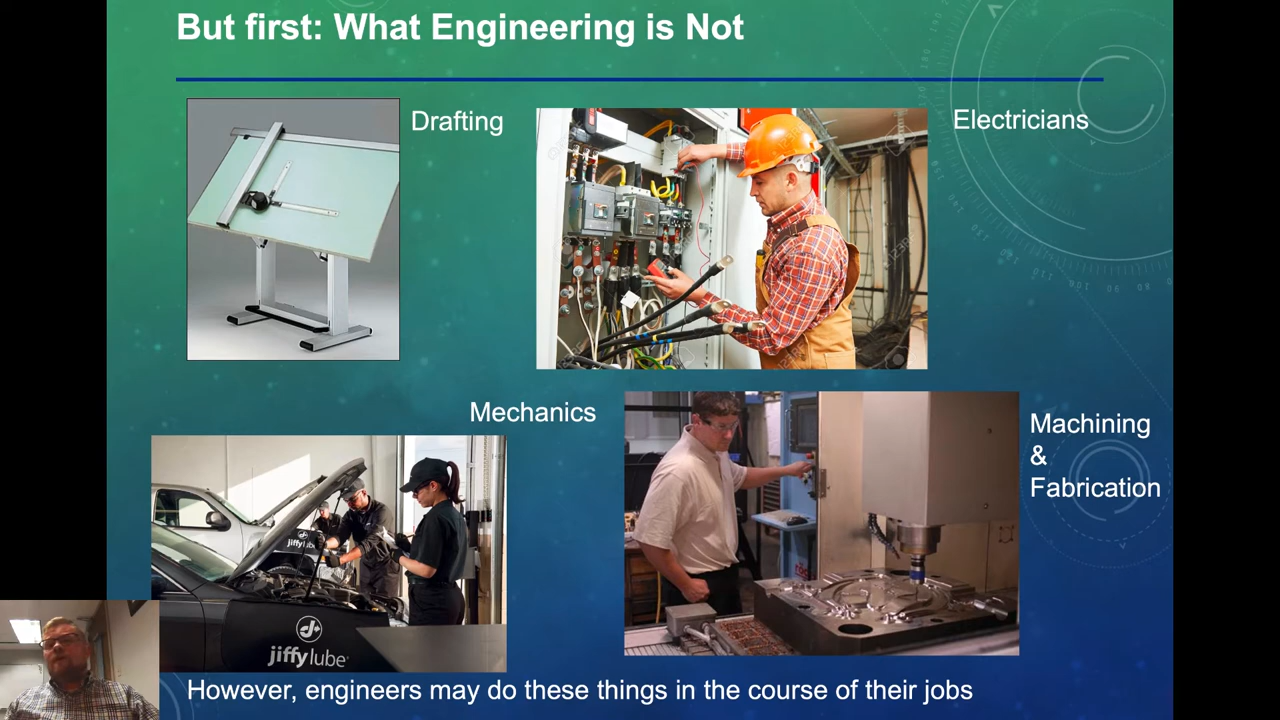 But first: What Engineering is Not
Drafting
Electricians
Mechanics
Machining
&
Fabrication
jiffylu
jiffy lube
However, engineers may do these things in the course of their jobs